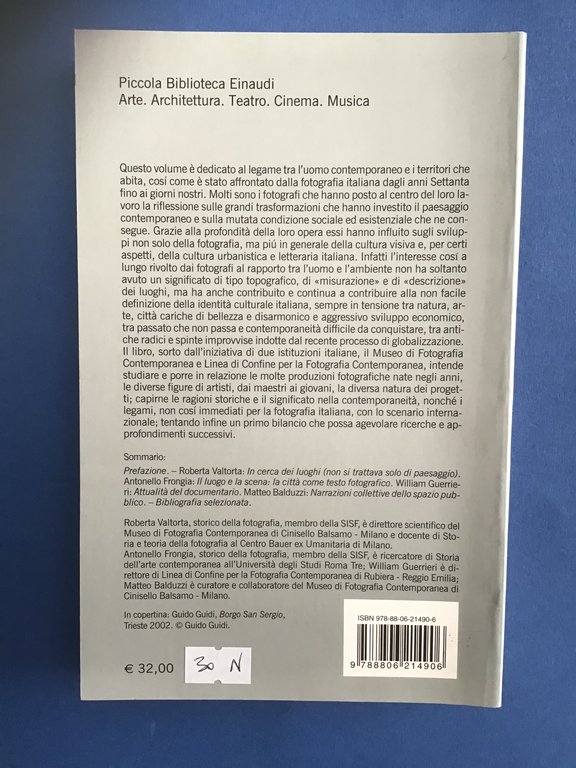 Piccola Biblioteca Einaudi
Arte. Architettura. Teatro. Cinema. Musica
Questo volume è dedicato al legame tra l'uomo contemporaneo e i territori che
abita, cosí come è stato affrontato dalla fotografia italiana dagli anni Settanta
fino ai giorni nostri. Molti sono i fotografi che hanno posto al centro del loro la-
voro la riflessione sulle grandi trasformazioni che hanno investito il paesaggio
contemporaneo e sulla mutata condizione sociale ed esistenziale che ne con-
segue. Grazie alla profondità della loro opera essi hanno influito sugli svilup-
pi non solo della fotografia, ma piú in generale della cultura visiva e, per certi
aspetti, della cultura urbanistica e letteraria italiana. Infatti l'interesse cosí a
lungo rivolto dai fotografi al rapporto tra l'uomo e l'ambiente non ha soltanto
avuto un significato di tipo topografico, di «misurazione» e di «descrizione»
dei luoghi, ma ha anche contribuito e continua a contribuire alla non facile
definizione della identità culturale italiana, sempre in tensione tra natura, ar-
te, città cariche di bellezza e disarmonico e aggressivo sviluppo economico,
tra passato che non passa e contemporaneità difficile da conquistare, tra anti-
che radici e spinte improvvise indotte dal recente processo di globalizzazione.
Il libro, sorto dall'iniziativa di due istituzioni italiane, il Museo di Fotografia
Contemporanea e Linea di Confine per la Fotografia Contemporanea, intende
studiare e porre in relazione le molte produzioni fotografiche nate negli anni,
le diverse figure di artisti, dai maestri ai giovani, la diversa natura dei proget-
ti; capirne le ragioni storiche e il significato nella contemporaneità, nonché i
legami, non cosí immediati per la fotografia italiana, con lo scenario interna-
zionale; tentando infine un primo bilancio che possa agevolare ricerche e ap-
profondimenti successivi.
Sommario:
Prefazione. – Roberta Valtorta: In cerca dei luoghi (non si trattava solo di paesaggio).
Antonello Frongia: Il luogo e la scena: la città come testo fotografico. William Guerrie-
ri: Attualità del documentario. Matteo Balduzzi: Narrazioni collettive dello spazio pub-
blico. – Bibliografia selezionata.
Roberta Valtorta, storico della fotografia, membro della SISF, è direttore scientifico del
Museo di Fotografia Contemporanea di Cinisello Balsamo - Milano e docente di Sto-
ria e teoria della fotografia al Centro Bauer ex Umanitaria di Milano.
Antonello Frongia, storico della fotografia, membro della SISF, è ricercatore di Storia
dell'arte contemporanea all'Università degli Studi Roma Tre; William Guerrieri è di-
rettore di Linea di Confine per la Fotografia Contemporanea di Rubiera - Reggio Emilia;
Matteo Balduzzi è curatore e collaboratore del Museo di Fotografia Contemporanea di
Cinisello Balsamo - Milano.
In copertina: Guido Guidi, Borgo San Sergio,
Trieste 2002. © Guido Guidi.
ISBN 978-88-06-21490-6
9 788806 214906
€ 32,00
30 N